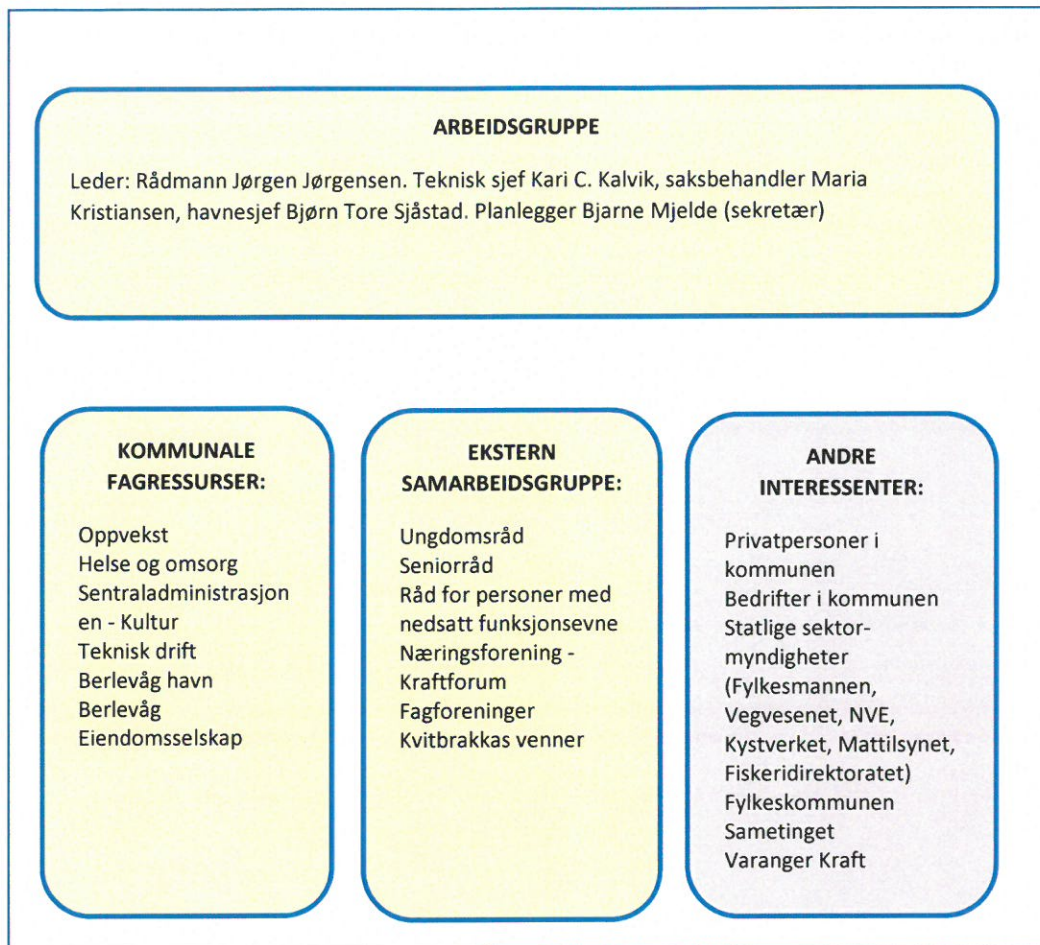 ARBEIDSGRUPPE
Leder: Rådmann Jørgen Jørgensen. Teknisk sjef Kari C. Kalvik, saksbehandler Maria
Kristiansen, havnesjef Bjørn Tore Sjåstad. Planlegger Bjarne Mjelde (sekretær)
KOMMUNALE
FAGRESSURSER:
Oppvekst
Helse og omsorg
Sentraladministrasjon
en - Kultur
Teknisk drift
Berlevåg havn
Berlevåg
Eiendomsselskap
EKSTERN
SAMARBEIDSGRUPPE:
Ungdomsråd
Seniorråd
Råd for personer med
nedsatt funksjonsevne
Næringsforening -
Kraftforum
Fagforeninger
Kvitbrakkas venner
ANDRE
INTERESSENTER:
Privatpersoner i
kommunen
Bedrifter i kommunen
Statlige sektor-
myndigheter
(Fylkesmannen,
Vegvesenet, NVE,
Kystverket, Mattilsynet,
Fiskeridirektoratet)
Fylkeskommunen
Sametinget
Varanger Kraft